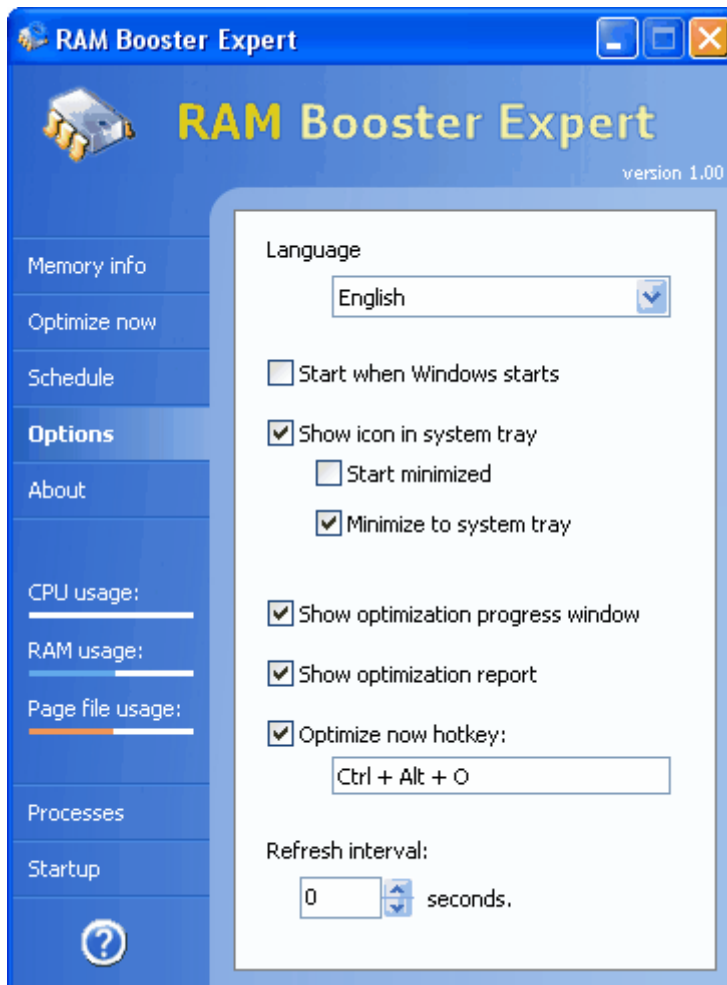 RAM Booster Expert
RAM Booster Expert
version 1.00
Memory info
Optimize now
Schedule
Options
About
CPU usage:
RAM usage:
Page file usage:
Processes
Startup
?
Language
English
Start when Windows starts
Show icon in system tray
Start minimized
Minimize to system tray
Show optimization progress window
Show optimization report
Optimize now hotkey:
Ctrl + Alt + O
Refresh interval:
0 seconds.